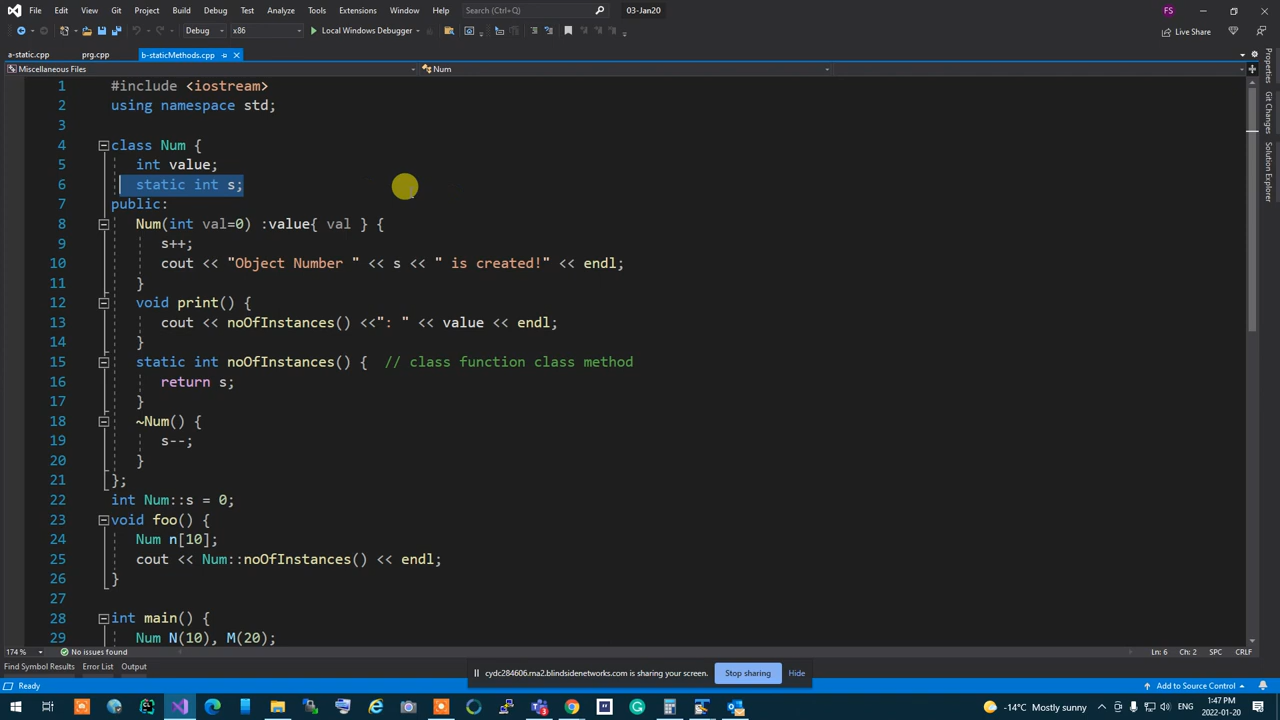 File Edit View Git Project Build Debug Test Analyze Tools Extensions Window Help Search (Ctrl+Q) 03-Jan20 FS
Debug x86 Local Windows Debugger Live Share
a-static.cpp prg.cpp b-staticMethods.cpp
Miscellaneous Files Num
1 #include <iostream>
2 using namespace std;
3
4 class Num {
5 int value;
6 static int s;
7 public:
8 Num(int val=0) :value{ val } {
9 s++;
10 cout << "Object Number " << s << " is created!" << endl;
11 }
12 void print() {
13 cout << noOfInstances() <<": " << value << endl;
14 }
15 static int noOfInstances() { // class function class method
16 return s;
17 }
18 ~Num() {
19 s--;
20 }
21 };
22 int Num::s = 0;
23 void foo() {
24 Num n[10];
25 cout << Num::noOfInstances() << endl;
26 }
27
28 int main() {
29 Num N(10), M(20);
Properties
Git Changes
Solution Explorer
174 % No issues found Ln: 6 Ch: 2 SPC CRLF
Find Symbol Results Error List Output
cydc284606.rna2.blindsidenetworks.com is sharing your screen. Stop sharing Hide
Ready Add to Source Control
-14°C Mostly sunny ENG 1:47 PM
2022-01-20